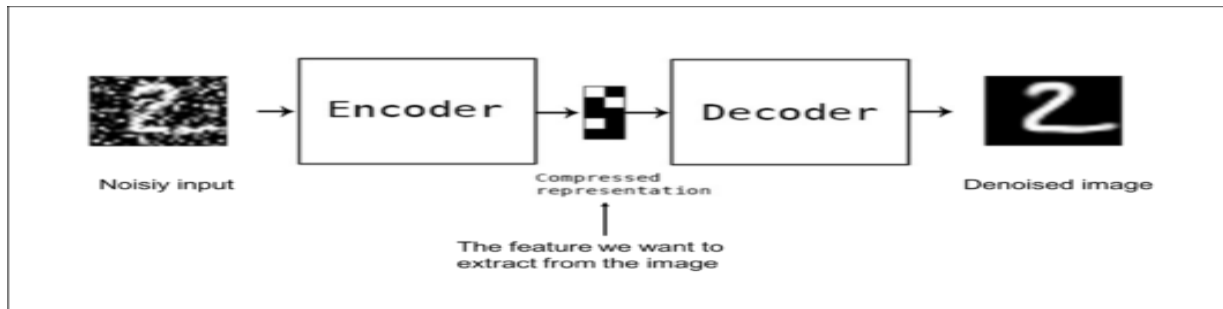 Encoder
Decoder
Noisiy input
Compressed
representation
Denoised image
The feature we want to
extract from the image